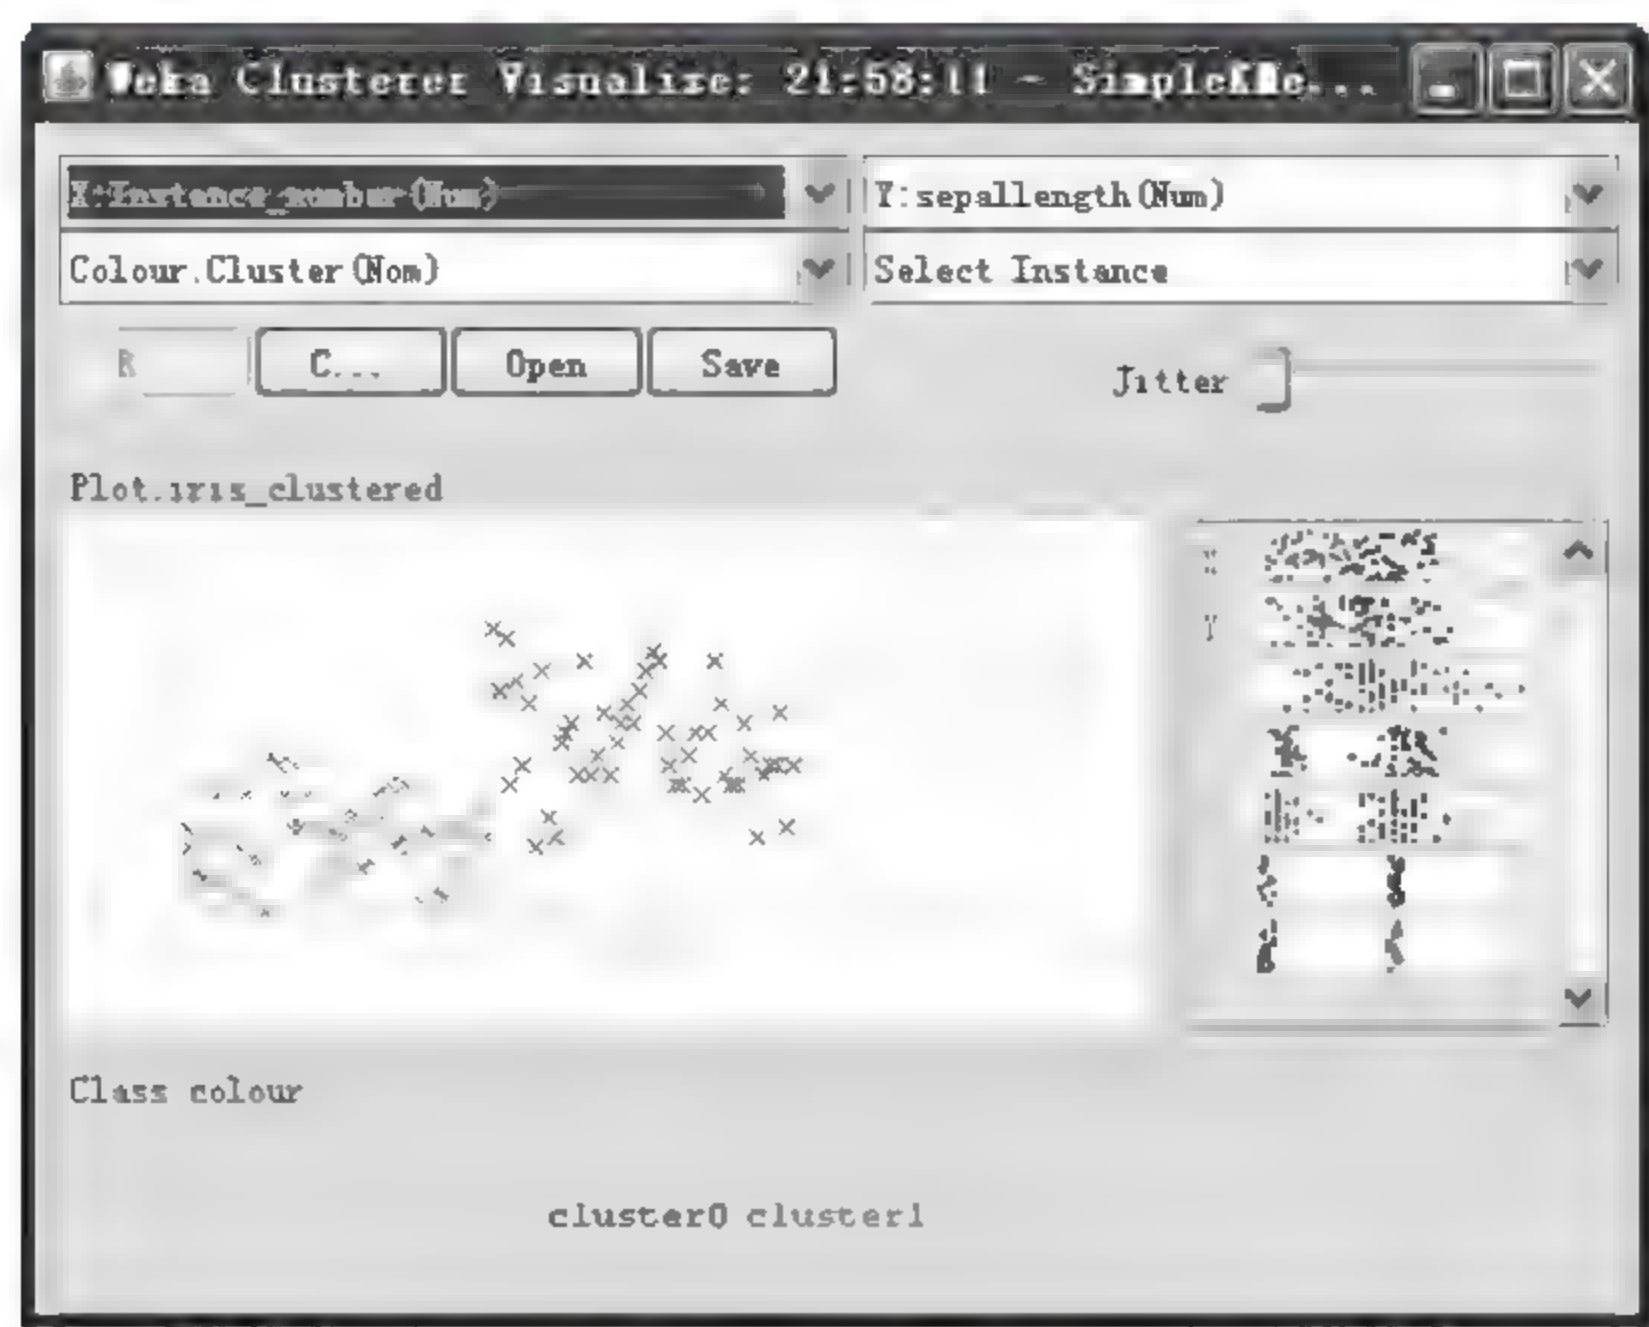 Weka Clusterer Visualize: 21:58:11 - SimpleKMe...
X:Instance_number(Num) Y:sepallength(Num)
Colour.Cluster(Nom) Select Instance
R C... Open Save Jitter
Plot.iris_clustered
X
Y
Class colour
cluster0 cluster1